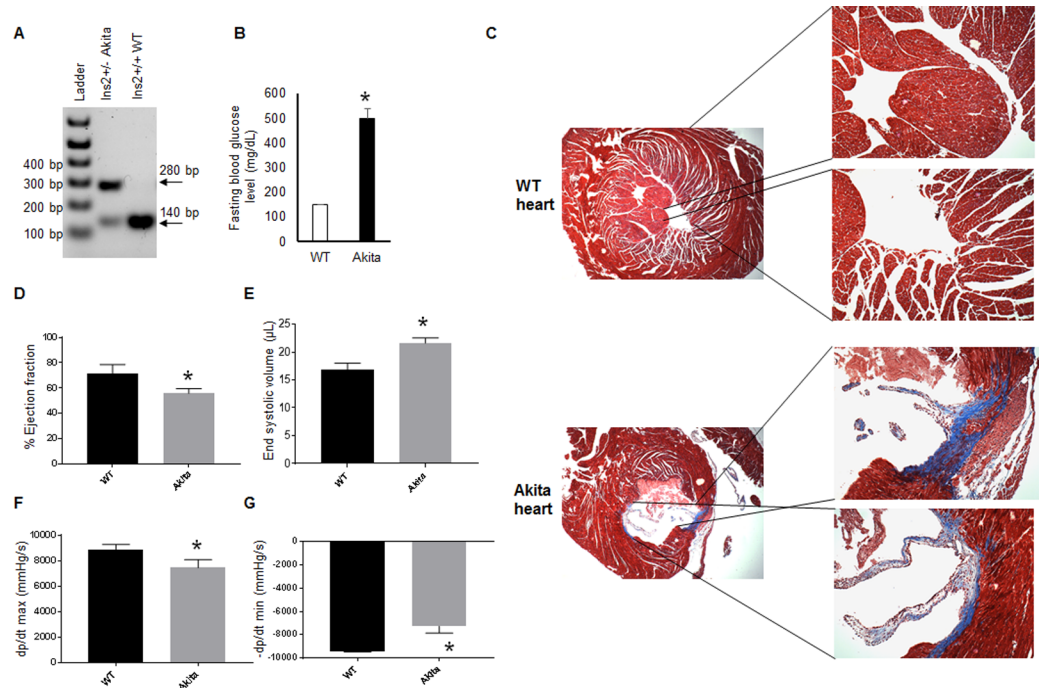 A
Ladder
Ins2+/- Akita
Ins2+/+ WT
400 bp
300 bp
200 bp
100 bp
280 bp
140 bp
B
Fasting blood glucose
level (mg/dL)
600
500
400
300
200
100
0
*
WT
Akita
C
WT
heart
Akita
heart
D
% Ejection fraction
100
80
60
40
20
0
*
WT
Akita
E
End systolic volume (µL)
25
20
15
10
5
0
*
WT
Akita
F
dp/dt max (mmHg/s)
10000
8000
6000
4000
2000
0
*
WT
Akita
G
-dp/dt min (mmHg/s)
0
-2000
-4000
-6000
-8000
-10000
*
WT
Akita